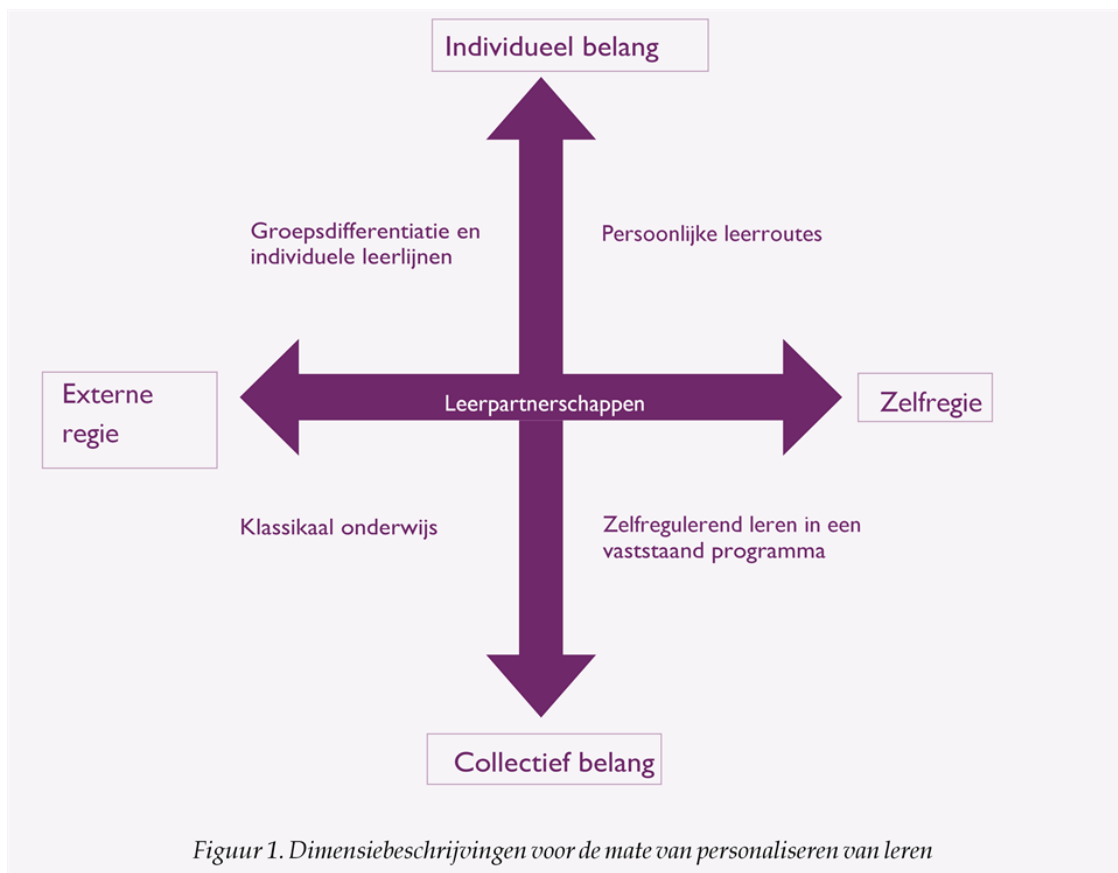 Individueel belang
Groepsdifferentiatie en
individuele leerlijnen
Persoonlijke leerroutes
Externe
regie
Leerpartnerschappen
Zelfregie
Klassikaal onderwijs
Zelfregulerend leren in een
vaststaand programma
Collectief belang
Figuur 1. Dimensiebeschrijvingen voor de mate van personaliseren van leren